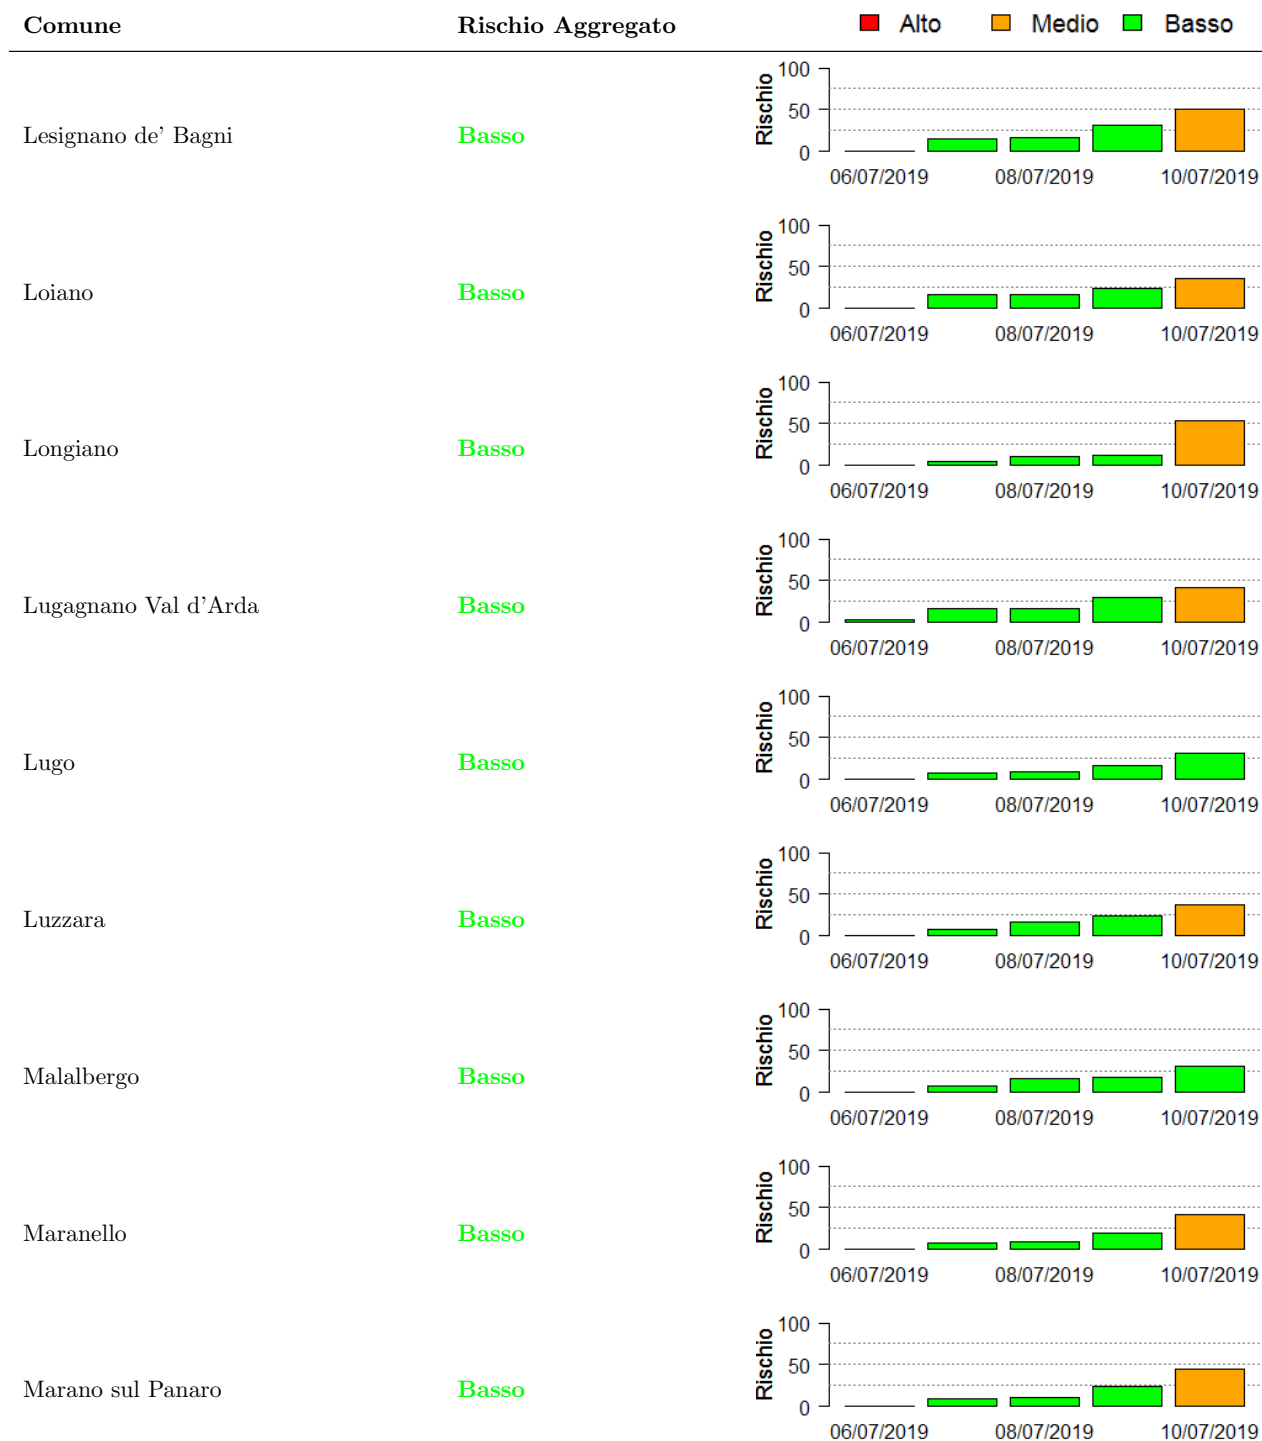 Comune Rischio Aggregato Alto Medio Basso
Lesignano de' Bagni Basso Rischio 100 50 0
06/07/2019 08/07/2019 10/07/2019
Loiano Basso Rischio 100 50 0
06/07/2019 08/07/2019 10/07/2019
Longiano Basso Rischio 100 50 0
06/07/2019 08/07/2019 10/07/2019
Lugagnano Val d'Arda Basso Rischio 100 50 0
06/07/2019 08/07/2019 10/07/2019
Lugo Basso Rischio 100 50 0
06/07/2019 08/07/2019 10/07/2019
Luzzara Basso Rischio 100 50 0
06/07/2019 08/07/2019 10/07/2019
Malalbergo Basso Rischio 100 50 0
06/07/2019 08/07/2019 10/07/2019
Maranello Basso Rischio 100 50 0
06/07/2019 08/07/2019 10/07/2019
Marano sul Panaro Basso Rischio 100 50 0
06/07/2019 08/07/2019 10/07/2019